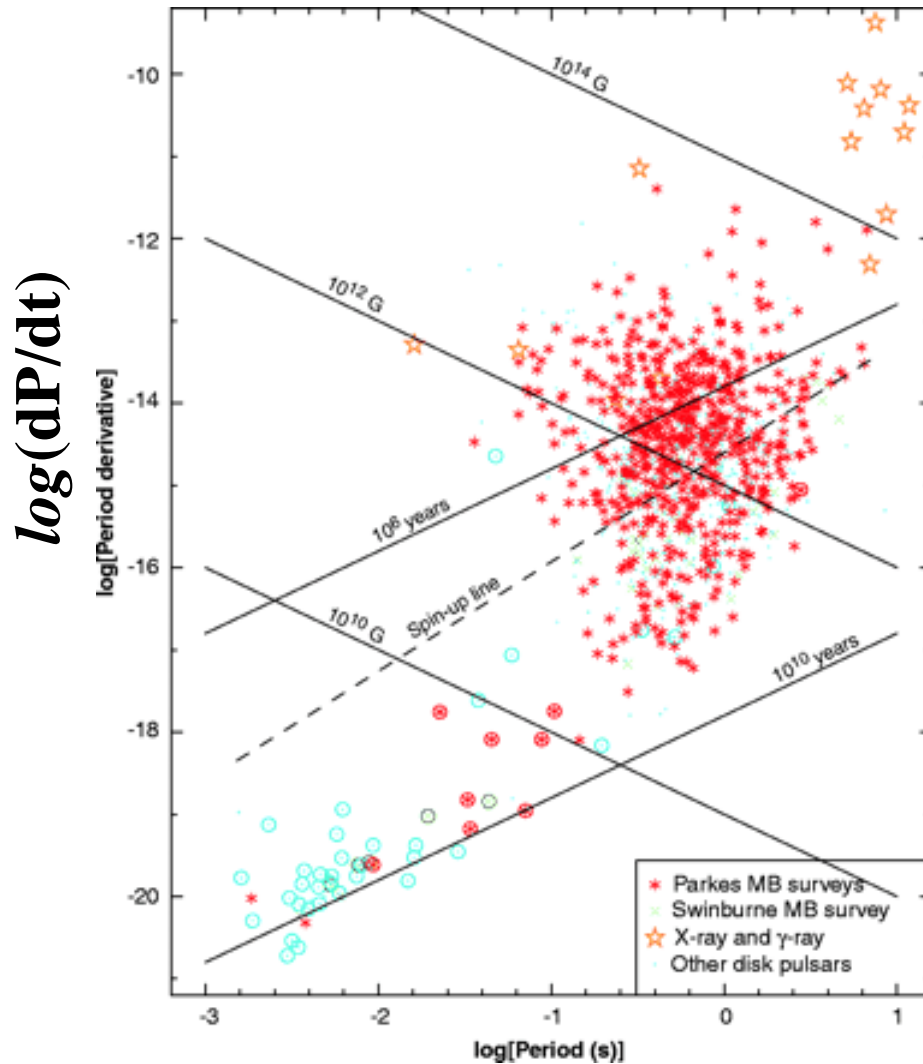 log(dP/dt)
log[Period derivative]
-10
-12
-14
-16
-18
-20
10¹⁴ G
10¹² G
10⁶ years
Spin-up line
10¹⁰ G
10¹⁰ years
Parkes MB surveys
Swinburne MB survey
X-ray and γ-ray
Other disk pulsars
-3
-2
-1
0
1
log[Period (s)]